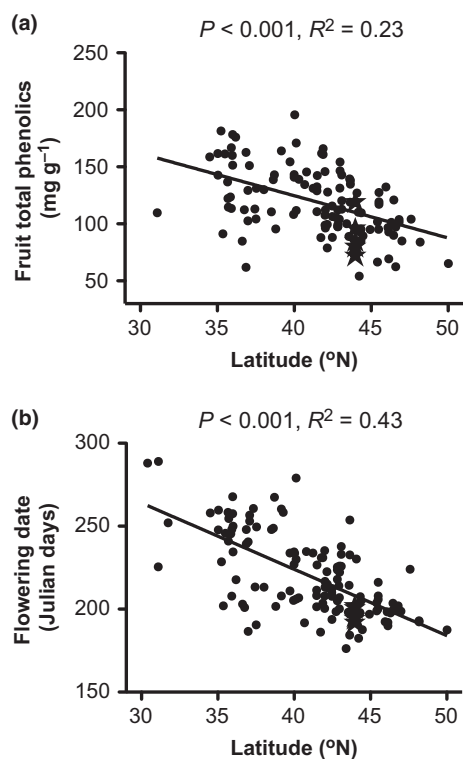 (a)
P < 0.001, R² = 0.23
Fruit total phenolics
(mg g⁻¹)
250
200
150
100
50
30 35 40 45 50
Latitude (ºN)
(b)
P < 0.001, R² = 0.43
Flowering date
(Julian days)
300
250
200
150
30 35 40 45 50
Latitude (ºN)